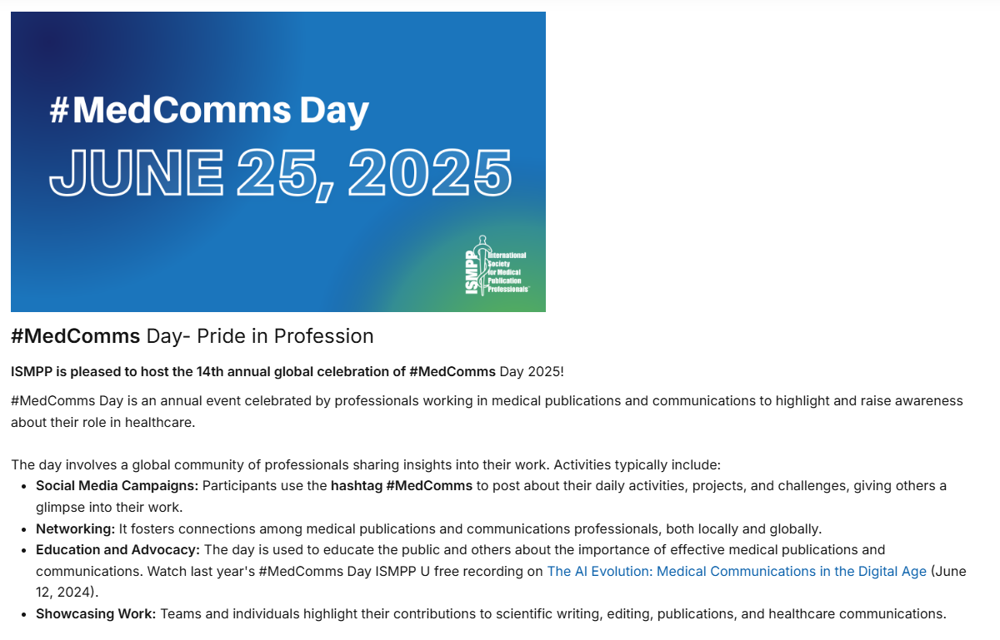 #MedComms Day
JUNE 25, 2025
ISMPP
International
Society
for Medical
Publication
Professionals™
#MedComms Day- Pride in Profession
ISMPP is pleased to host the 14th annual global celebration of #MedComms Day 2025!
#MedComms Day is an annual event celebrated by professionals working in medical publications and communications to highlight and raise awareness
about their role in healthcare.
The day involves a global community of professionals sharing insights into their work. Activities typically include:
• Social Media Campaigns: Participants use the hashtag #MedComms to post about their daily activities, projects, and challenges, giving others a
glimpse into their work.
• Networking: It fosters connections among medical publications and communications professionals, both locally and globally.
• Education and Advocacy: The day is used to educate the public and others about the importance of effective medical publications and
communications. Watch last year's #MedComms Day ISMPP U free recording on The AI Evolution: Medical Communications in the Digital Age (June
12, 2024).
• Showcasing Work: Teams and individuals highlight their contributions to scientific writing, editing, publications, and healthcare communications.